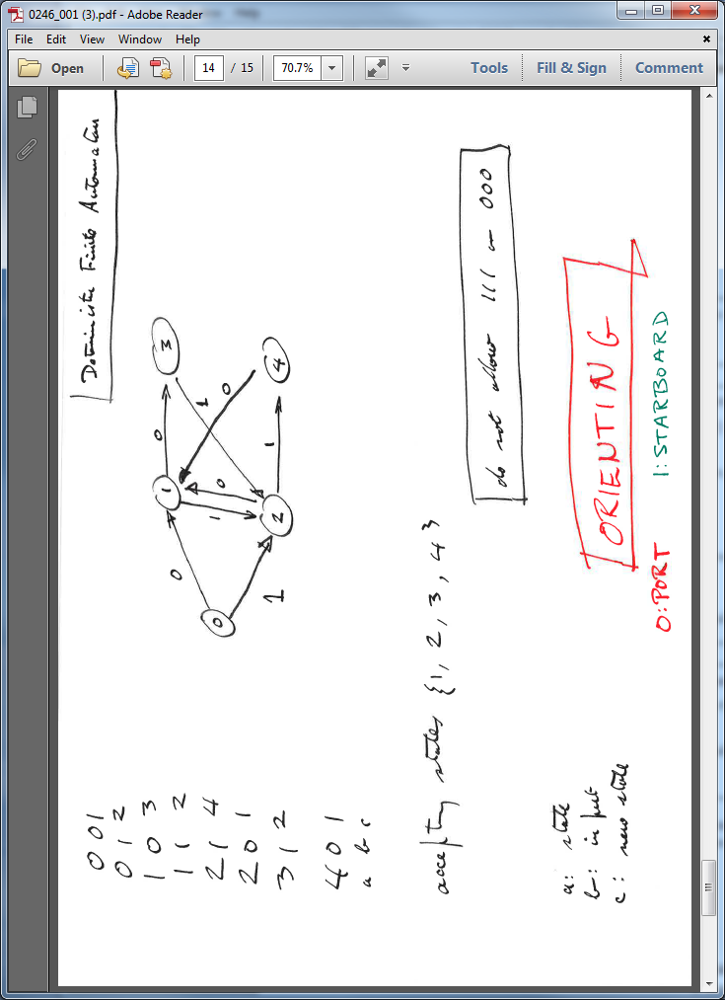 0246_001 (3).pdf - Adobe Reader
File Edit View Window Help
Open 14 / 15 70.7% Tools Fill & Sign Comment
Deterministic Finite Automaton
0 0 1
0 1 2
1 0 3
1 1 2
2 1 4
2 0 1
3 1 2
4 0 1
a b c
0
1
2
3
4
0
1
0
1
0
1
0
1
accepting states {1, 2, 3, 4}
do not allow 111 or 000
a: state
b: input
c: new state
ORIENTING
0:PORT 1:STARBOARD